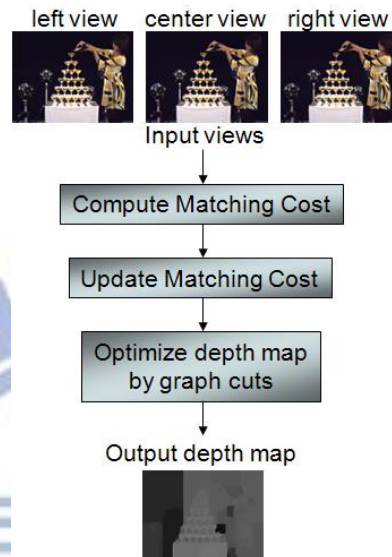 left view center view right view
Input views
Compute Matching Cost
Update Matching Cost
Optimize depth map
by graph cuts
Output depth map